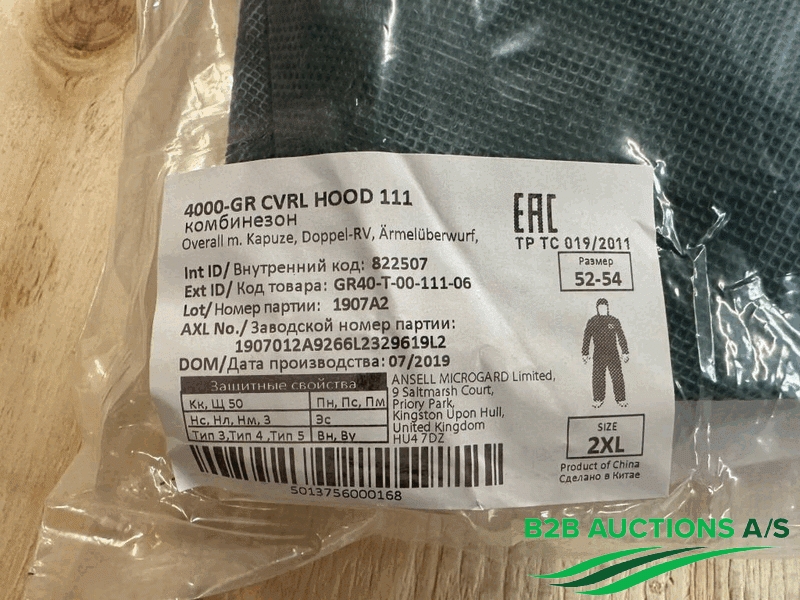 4000-GR CVRL HOOD 111
комбинезон
Overall m. Kapuze, Doppel-RV, Ärmelüberwurf,
EAC
ТР ТС 019/2011
Размер
52-54
Int ID/ Внутренний код: 822507
Ext ID/ Код товара: GR40-T-00-111-06
Lot/ Номер партии: 1907A2
AXL No./ Заводской номер партии:
1907012A9266L2329619L2
DOM/Дата производства: 07/2019
Защитные свойства
Кк, Щ 50
Пн, Пс, Пм
Нс, Нл, Нм, З
Эс
Тип 3,Тип 4 ,Тип 5
Вн, Ву
ANSELL MICROGARD Limited,
9 Saltmarsh Court,
Priory Park,
Kingston Upon Hull,
United Kingdom
HU4 7DZ
SIZE
2XL
Product of China
Сделано в Китае
5013756000168
B2B AUCTIONS A/S